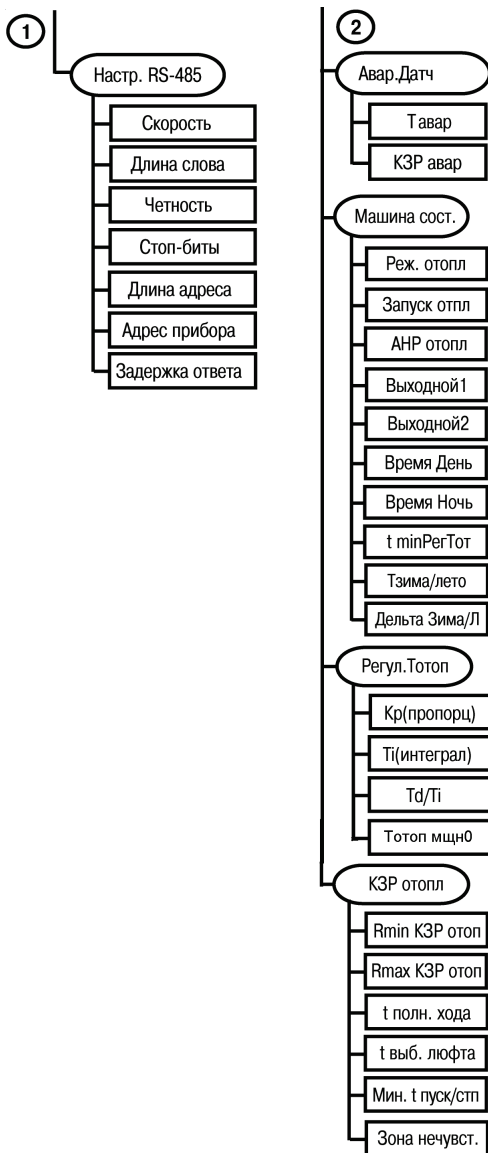 1
Настр. RS-485
Скорость
Длина слова
Четность
Стоп-биты
Длина адреса
Адрес прибора
Задержка ответа
2
Авар.Датч
Тавар
КЗР авар
Машина сост.
Реж. отопл
Запуск отпл
АНР отопл
Выходной1
Выходной2
Время День
Время Ночь
t minРегТот
Тзима/лето
Дельта Зима/Л
Регул.Тотоп
Кр(пропорц)
Ti(интеграл)
Td/Ti
Тотоп мщн0
КЗР отопл
Rmin КЗР отоп
Rmax КЗР отоп
t полн. хода
t выб. люфта
Мин. t пуск/стп
Зона нечувст.